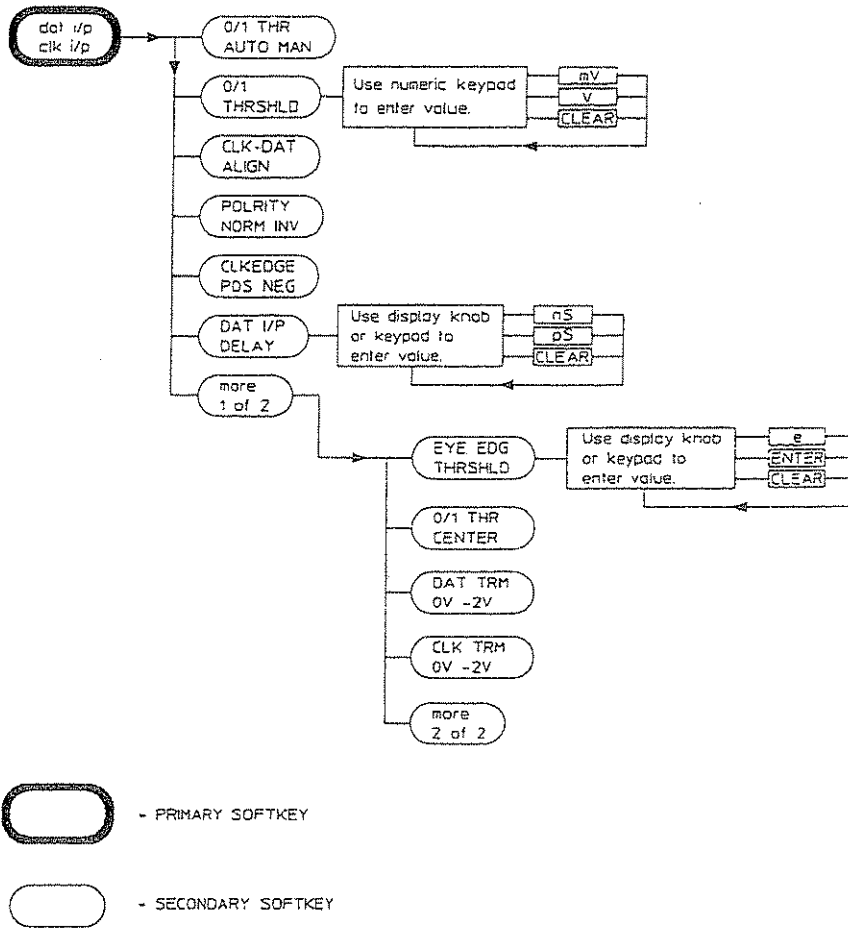 dat i/p
clk i/p
0/1 THR
AUTO MAN
0/1
THRSHLD
Use numeric keypad
to enter value.
mV
V
CLEAR
CLK-DAT
ALIGN
POLRITY
NORM INV
CLKEDGE
POS NEG
DAT I/P
DELAY
Use display knob
or keypad to
enter value.
nS
pS
CLEAR
more
1 of 2
EYE EDG
THRSHLD
Use display knob
or keypad to
enter value.
e
ENTER
CLEAR
0/1 THR
CENTER
DAT TRM
0V -2V
CLK TRM
0V -2V
more
2 of 2
- PRIMARY SOFTKEY
- SECONDARY SOFTKEY